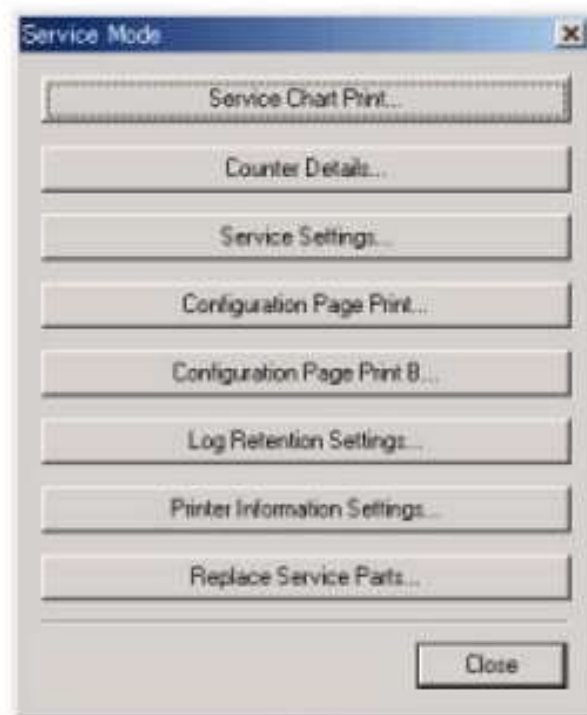 Service Mode
Service Chart Print...
Counter Details...
Service Settings...
Configuration Page Print...
Configuration Page Print B...
Log Retention Settings...
Printer Information Settings...
Replace Service Parts...
Close